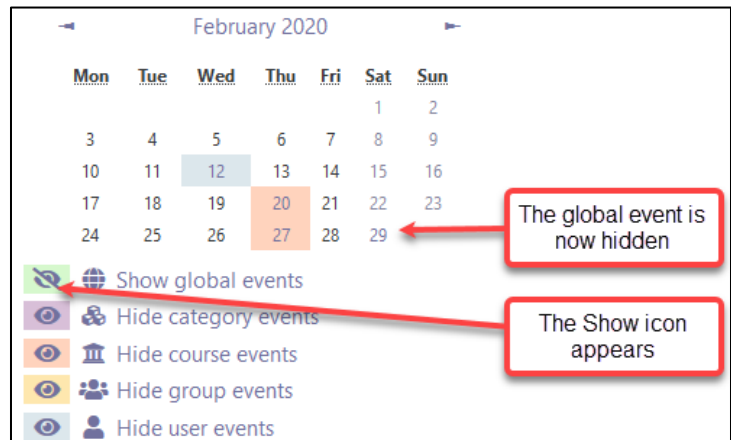 February 2020
Mon Tue Wed Thu Fri Sat Sun
1 2
3 4 5 6 7 8 9
10 11 12 13 14 15 16
17 18 19 20 21 22 23
24 25 26 27 28 29
The global event is
now hidden
Show global events
Hide category events
The Show icon
appears
Hide course events
Hide group events
Hide user events